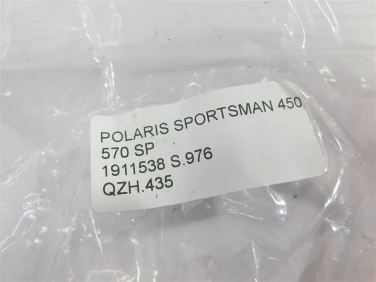 POLARIS SPORTSMAN 450
570 SP
1911538 S.976
QZH.435